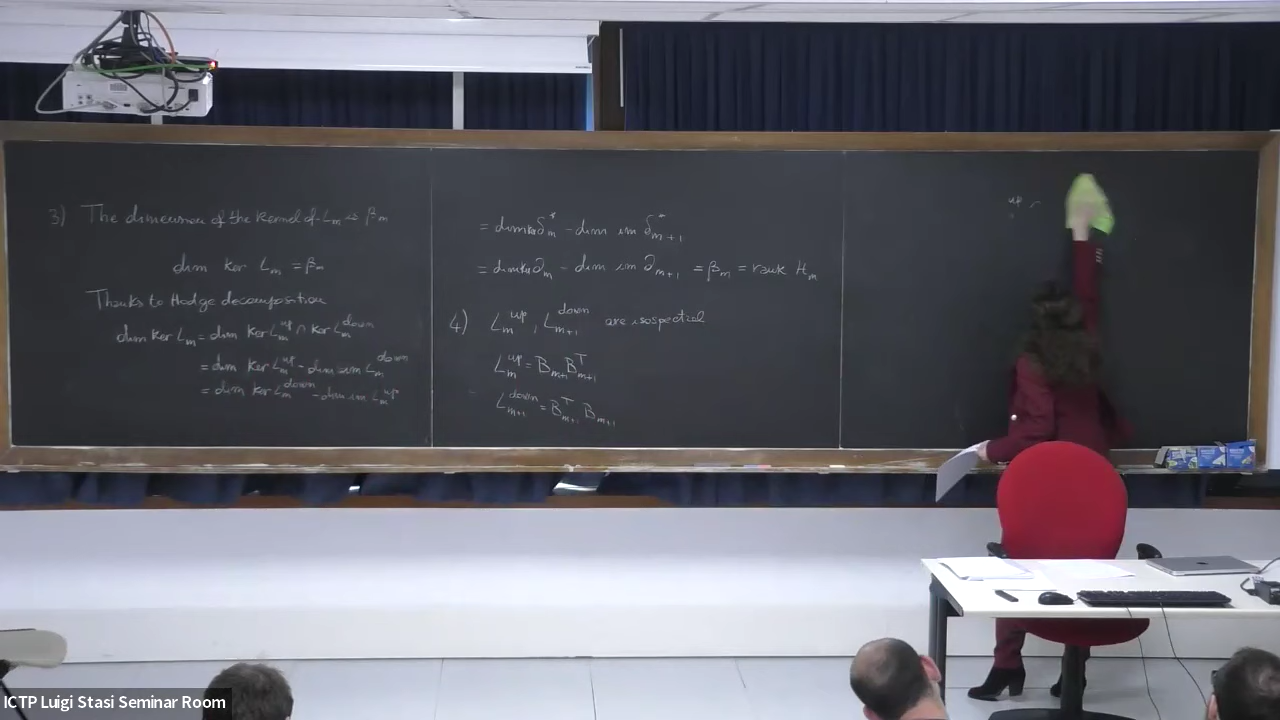 3) The dimension of the Kernel of L_m is β_m
dim ker L_m = β_m
Thanks to Hodge decomposition
dim ker L_m = dim ker L_m^up ∩ ker L_m^down
= dim ker L_m^up - dim im L_m^down
= dim ker L_m^down - dim im L_m^up
= dim ker δ_m^* - dim im δ_{m+1}^*
= dim ker ∂_m - dim im ∂_{m+1} = β_m = rank H_m
4) L_m^up, L_{m+1}^down are isospectral
L_m^up = B_{m+1} B_{m+1}^T
L_{m+1}^down = B_{m+1}^T B_{m+1}
up
ICTP Luigi Stasi Seminar Room